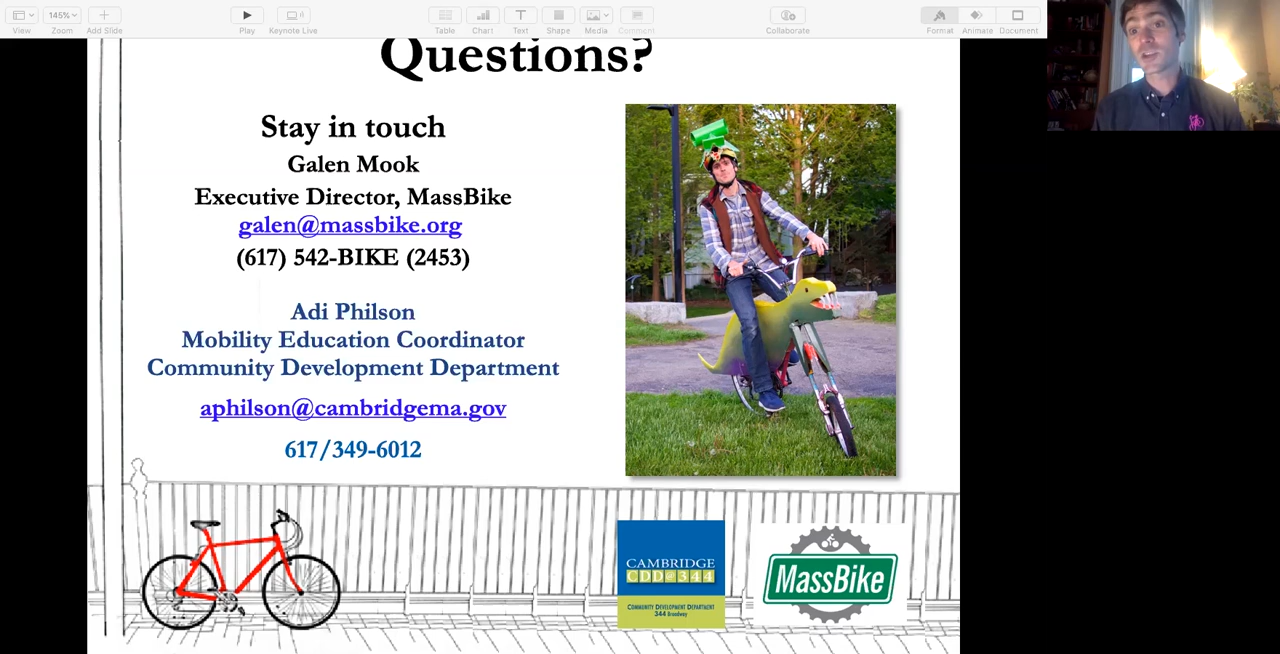 145%
View
Zoom
Add Slide
Play
Keynote Live
Table
Chart
Text
Shape
Media
Comment
Collaborate
Format
Animate
Document
Questions?
Stay in touch
Galen Mook
Executive Director, MassBike
galen@massbike.org
(617) 542-BIKE (2453)
Adi Philson
Mobility Education Coordinator
Community Development Department
aphilson@cambridgema.gov
617/349-6012
CAMBRIDGE
CDD@344
COMMUNITY DEVELOPMENT DEPARTMENT
344 Broadway
MassBike